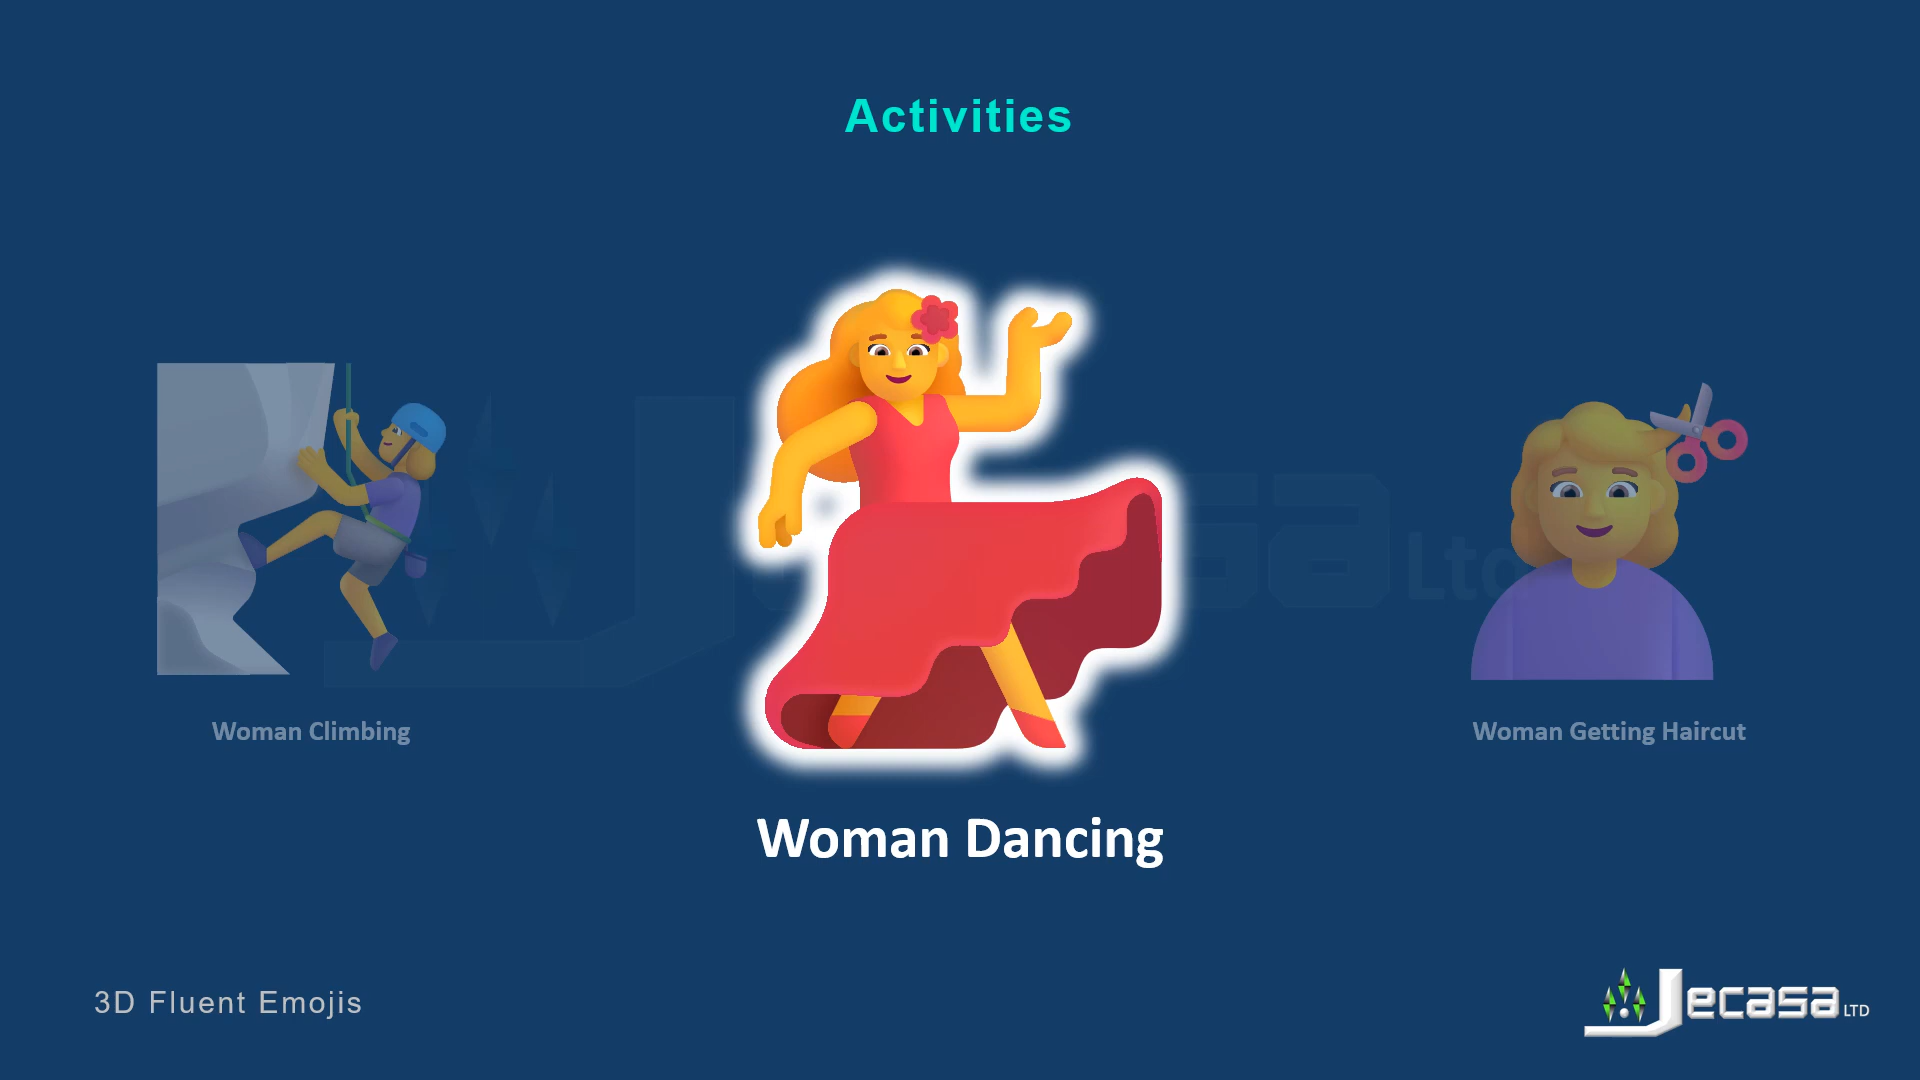 Activities
Woman Climbing
Woman Getting Haircut
Woman Dancing
3D Fluent Emojis
Jecasa LTD